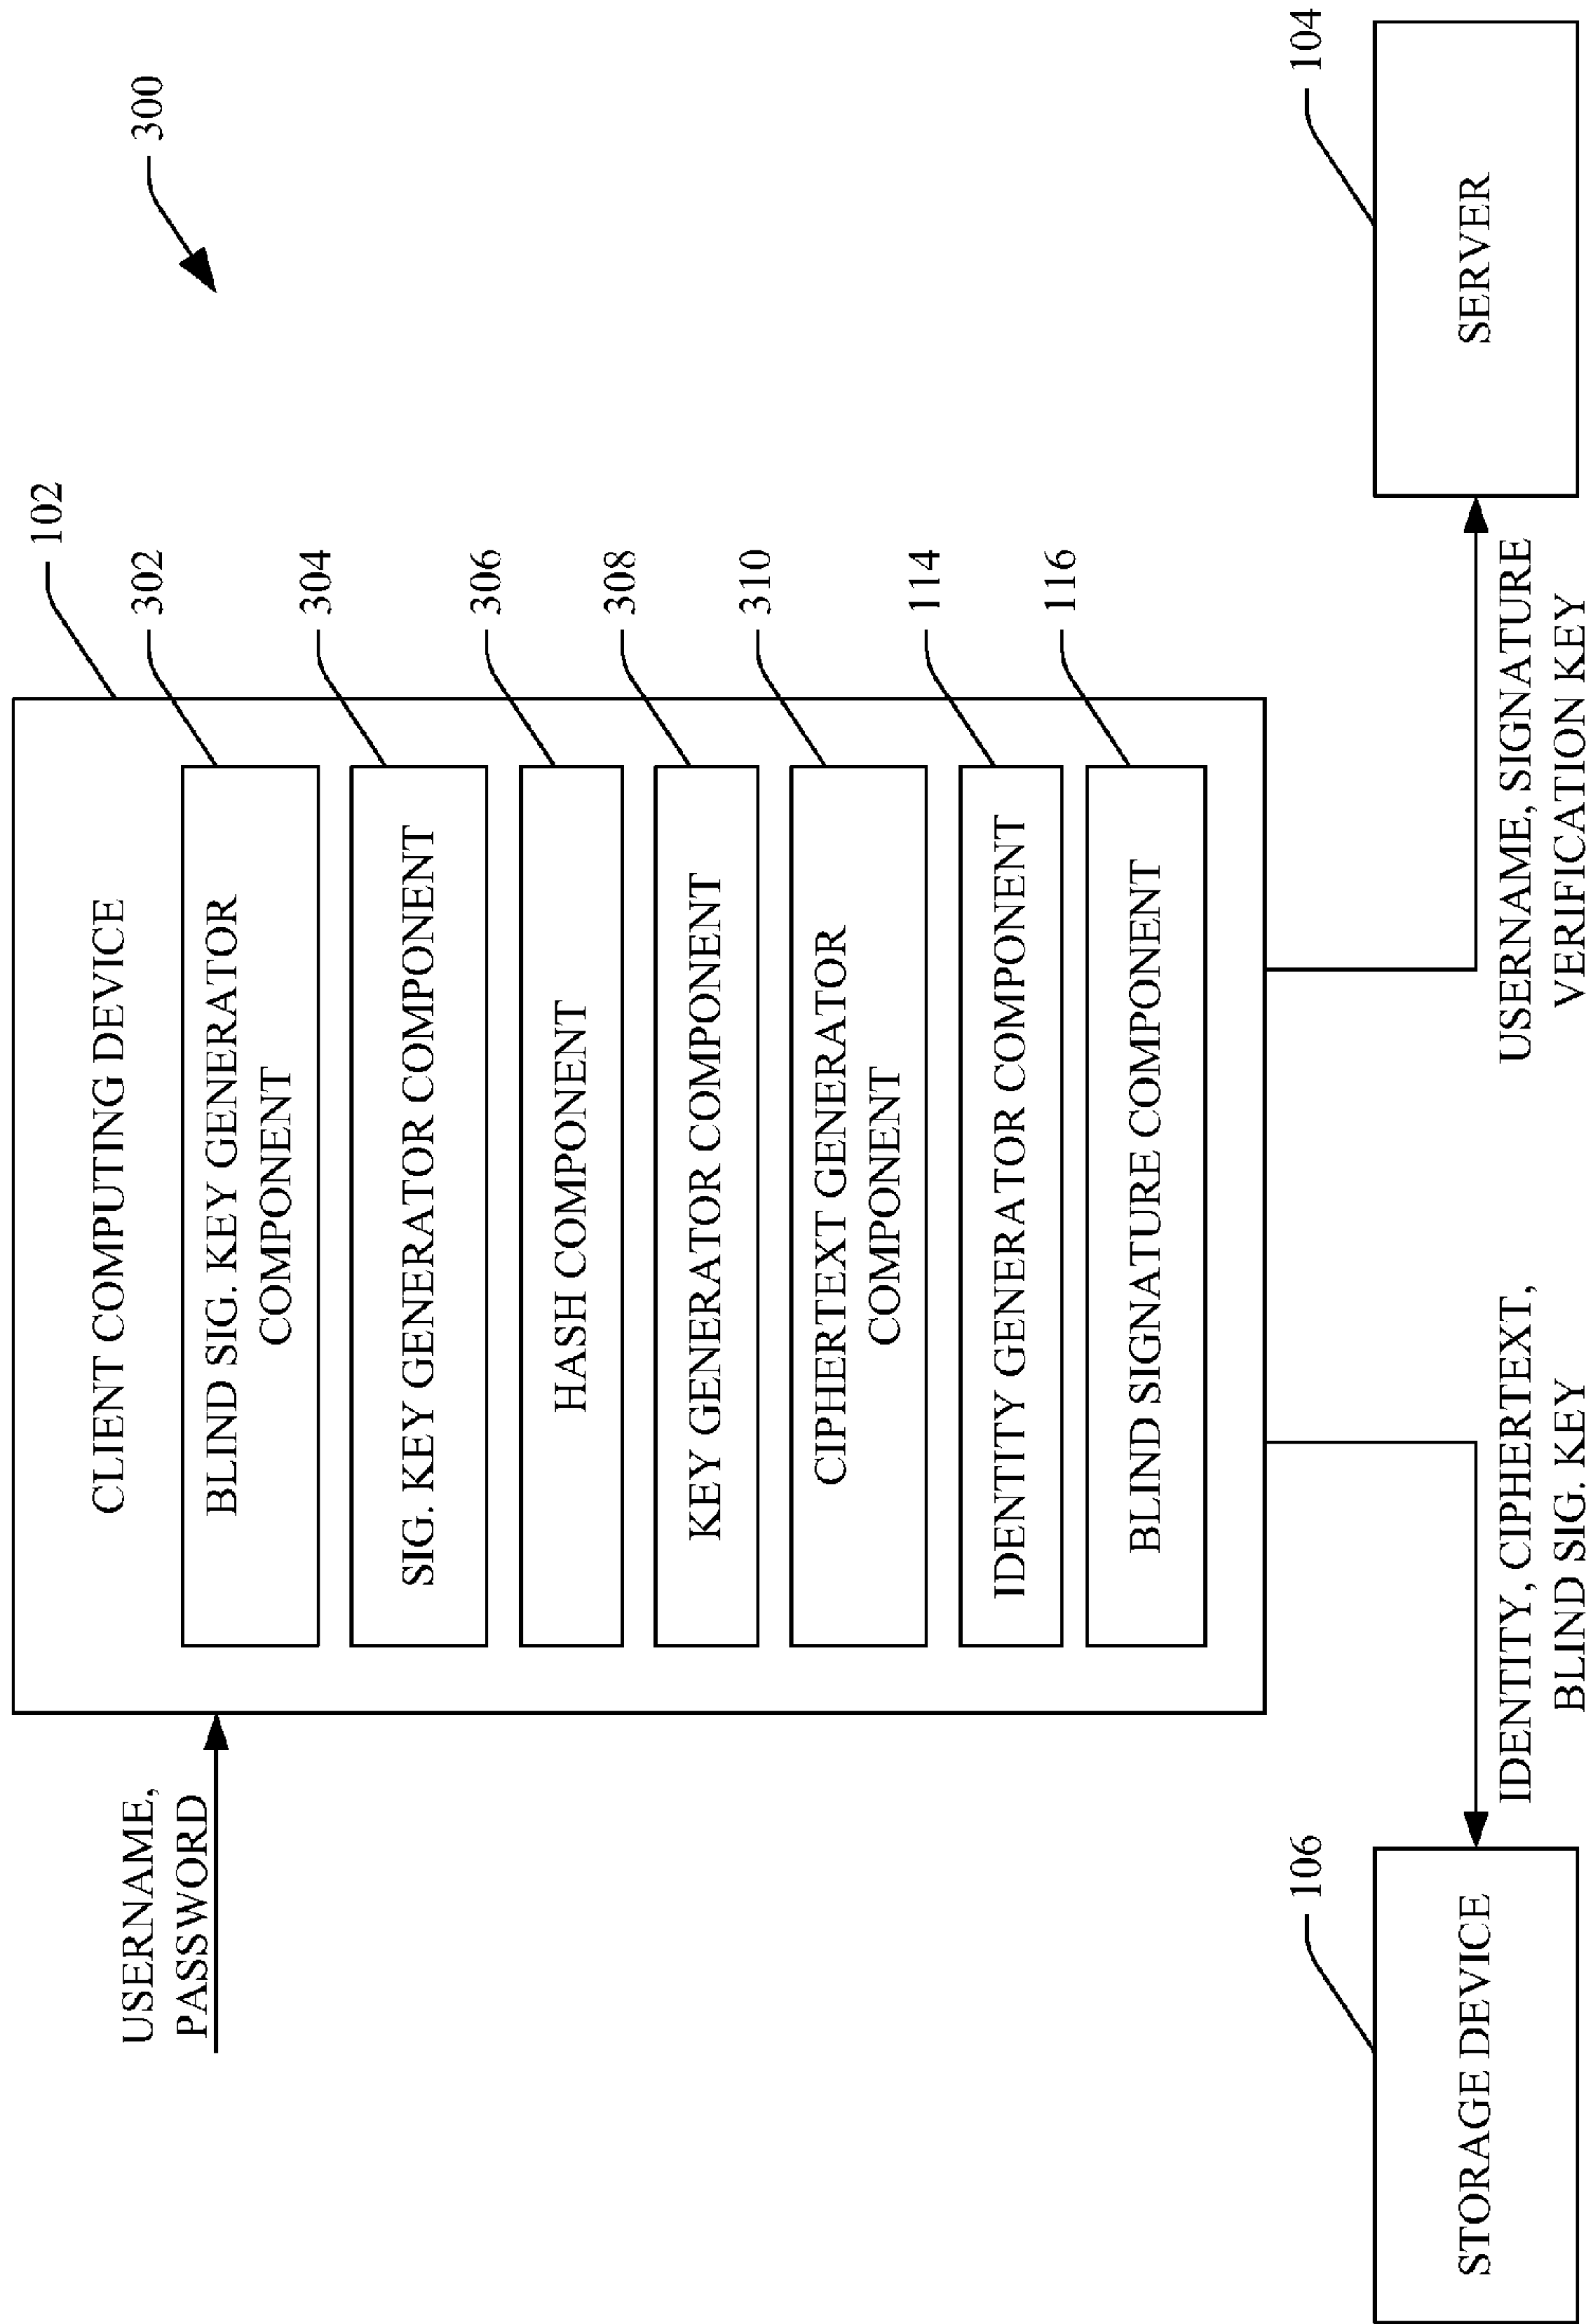 300
USERNAME,
PASSWORD
CLIENT COMPUTING DEVICE
102
BLIND SIG. KEY GENERATOR
COMPONENT
302
SIG. KEY GENERATOR COMPONENT
304
HASH COMPONENT
306
KEY GENERATOR COMPONENT
308
CIPHERTEXT GENERATOR
COMPONENT
310
IDENTITY GENERATOR COMPONENT
114
BLIND SIGNATURE COMPONENT
116
106
STORAGE DEVICE
IDENTITY, CIPHERTEXT,
BLIND SIG. KEY
USERNAME, SIGNATURE
VERIFICATION KEY
104
SERVER